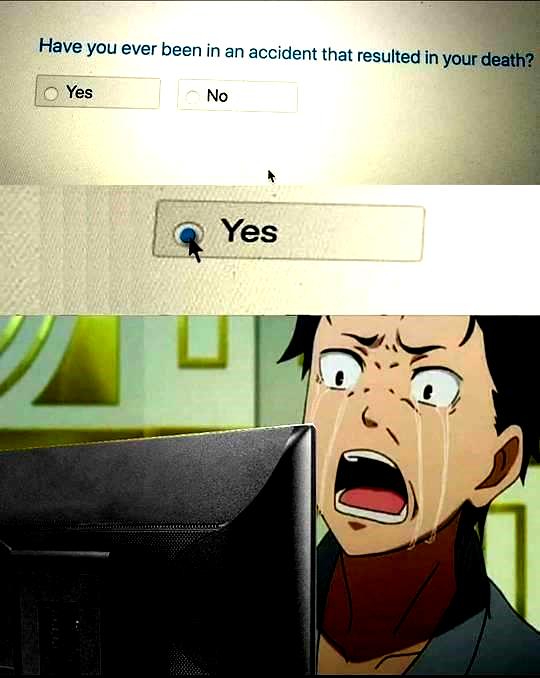 Have you ever been in an accident that resulted in your death?
Yes No
Yes